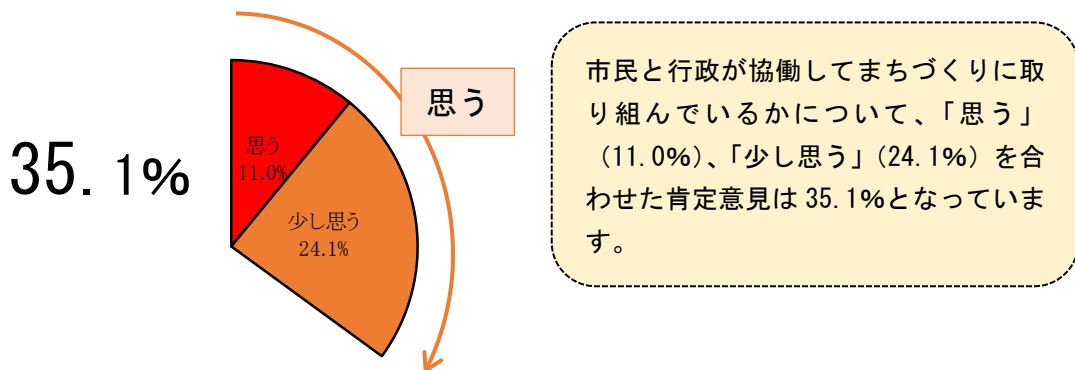 35.1%
思う
11.0%
少し思う
24.1%
思う
市民と行政が協働してまちづくりに取
り組んでいるかについて、「思う」
（11.0%）、「少し思う」（24.1%）を合
わせた肯定意見は 35.1%となっていま
す。